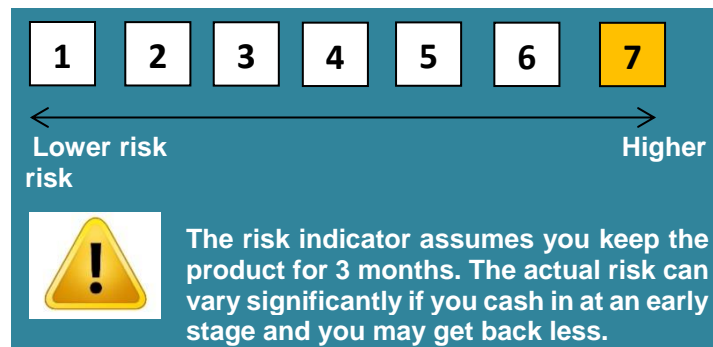 1 2 3 4 5 6 7
Lower risk Higher
risk
!
The risk indicator assumes you keep the
product for 3 months. The actual risk can
vary significantly if you cash in at an early
stage and you may get back less.